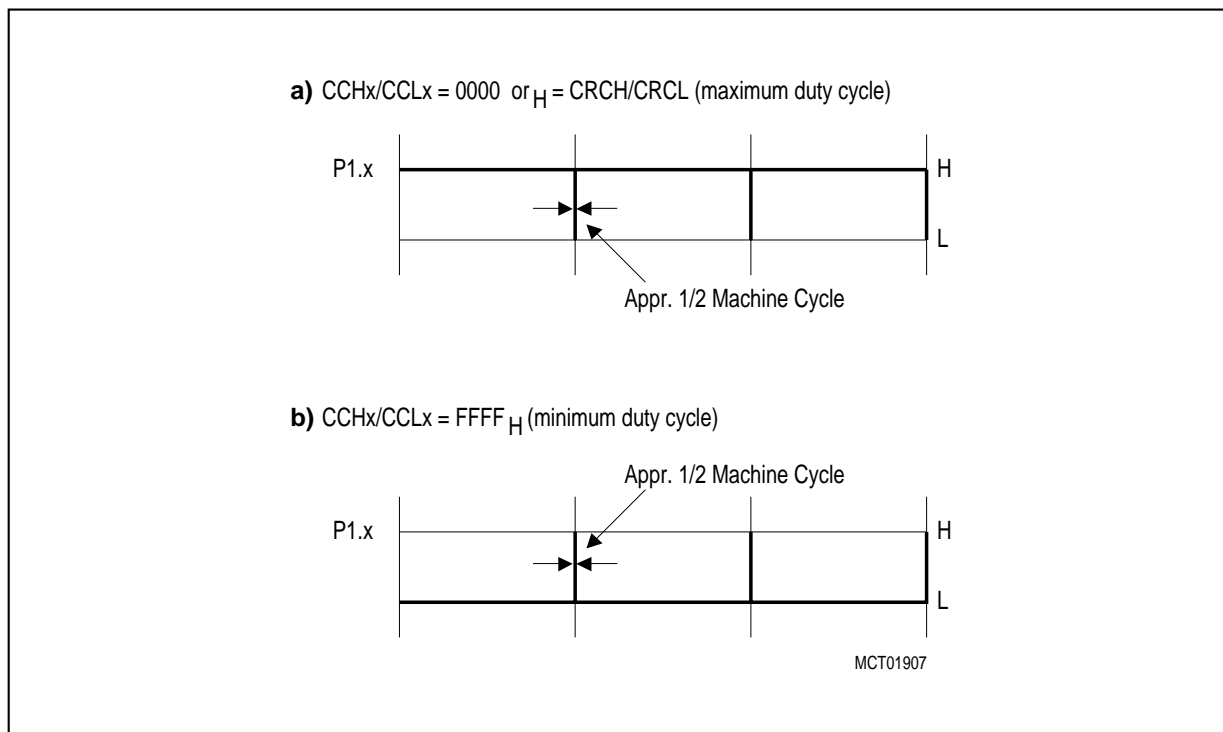 a) CCHx/CCLx = 0000 or H = CRCH/CRCL (maximum duty cycle)
P1.x
H
L
Appr. 1/2 Machine Cycle
b) CCHx/CCLx = FFFF H (minimum duty cycle)
Appr. 1/2 Machine Cycle
P1.x
H
L
MCT01907